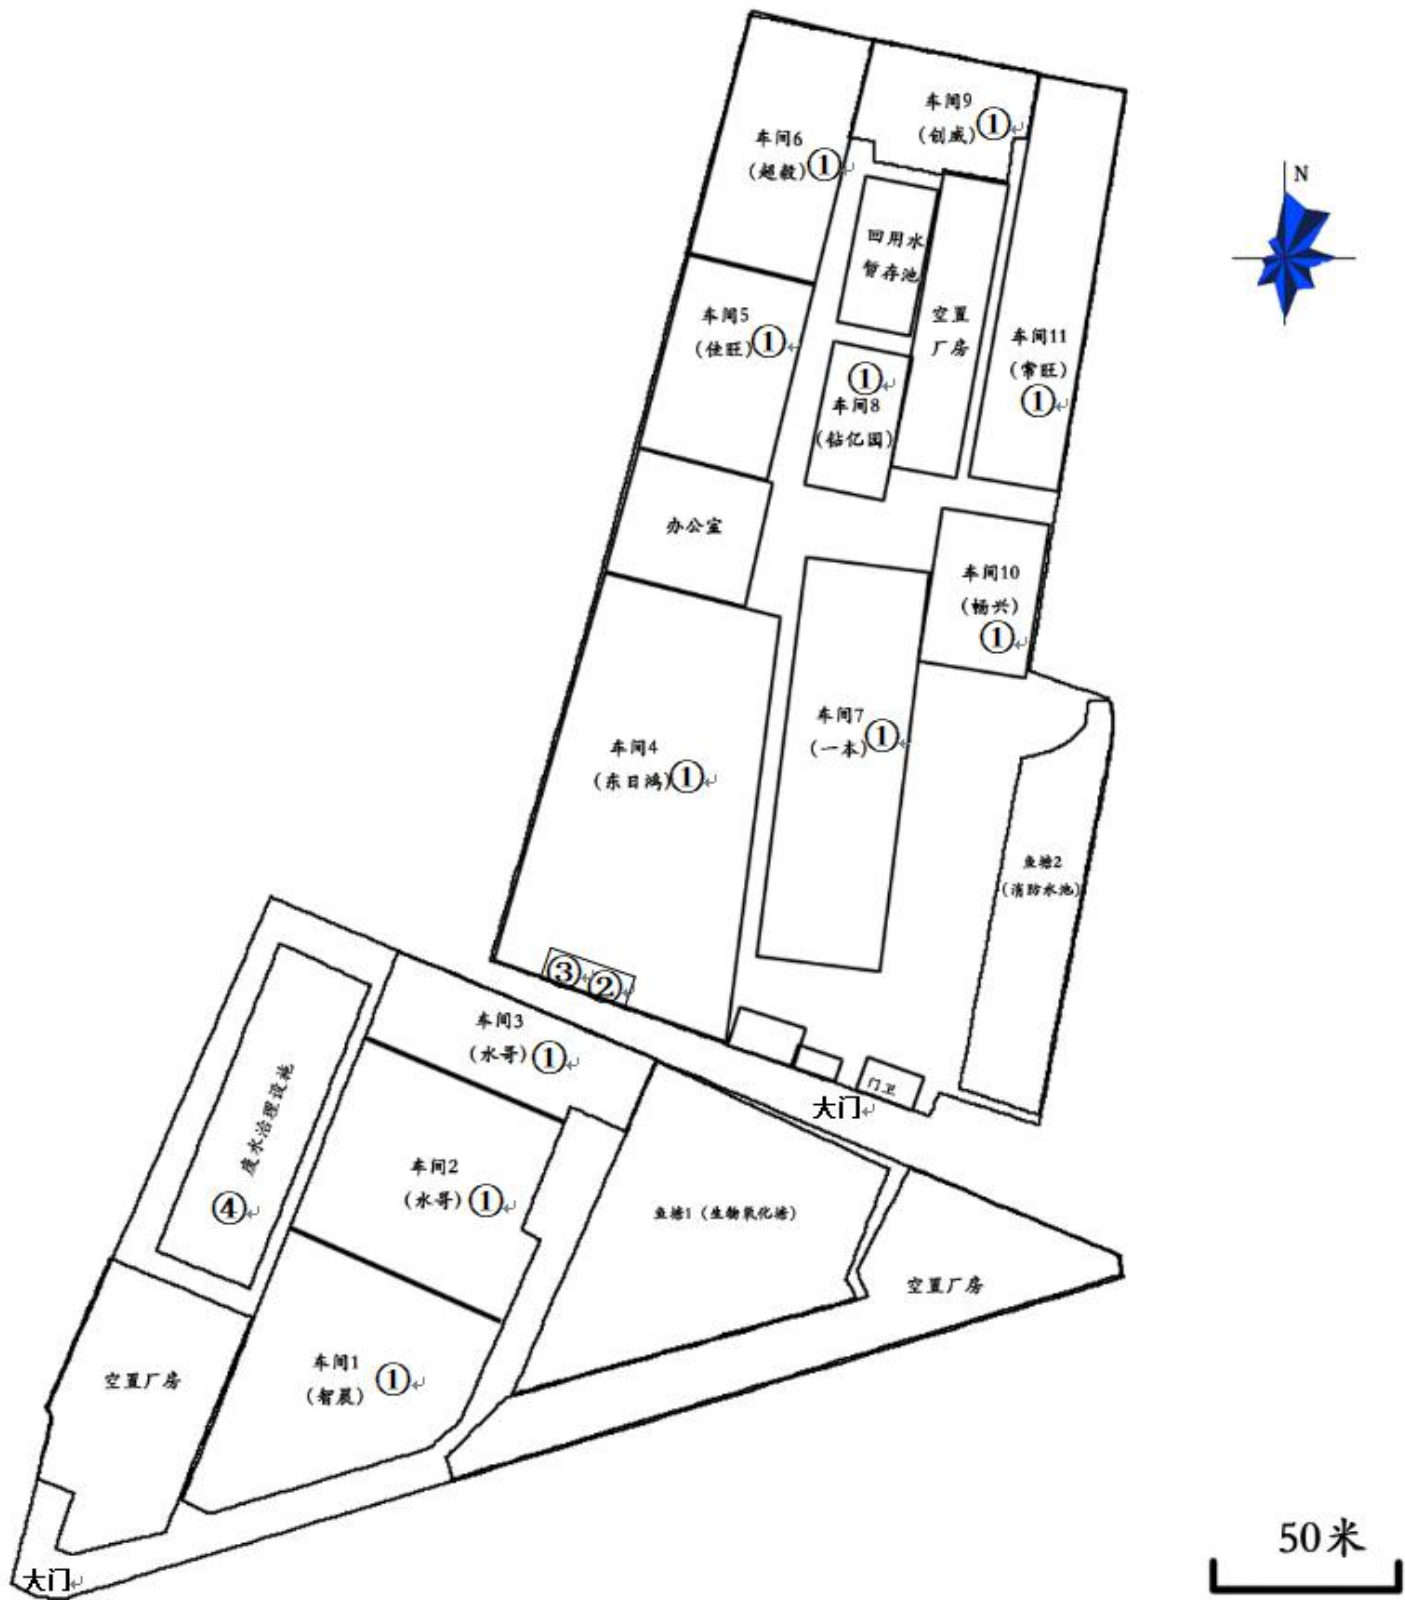 车间9
(创威)①
车间6
(超毅)①
N
回用水
暂存池
车间5
(佳旺)①
空置
厂房
车间11
(常旺)
①
①
车间8
(钻亿国)
办公室
车间10
(畅兴)
①
车间7
(一本)①
车间4
(东日鸿)①
鱼塘2
(消防水池)
③②
车间3
(水哥)①
门卫
大门
废水治理设施
④
车间2
(水哥)①
鱼塘1(生物氧化塘)
空置厂房
车间1
(智晨)①
空置厂房
50米
大门